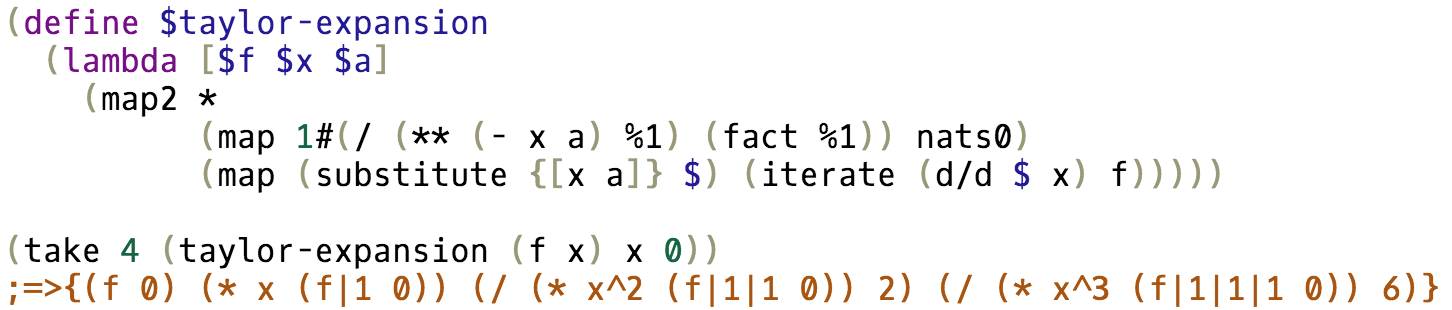 (define $taylor-expansion
  (lambda [$f $x $a]
    (map2 *
          (map 1#(/ (** (- x a) %1) (fact %1)) nats0)
          (map (substitute {[x a]} $) (iterate (d/d $ x) f)))))

(take 4 (taylor-expansion (f x) x 0))
;=>{(f 0) (* x (f|1 0)) (/ (* x^2 (f|1|1 0)) 2) (/ (* x^3 (f|1|1|1 0)) 6)}